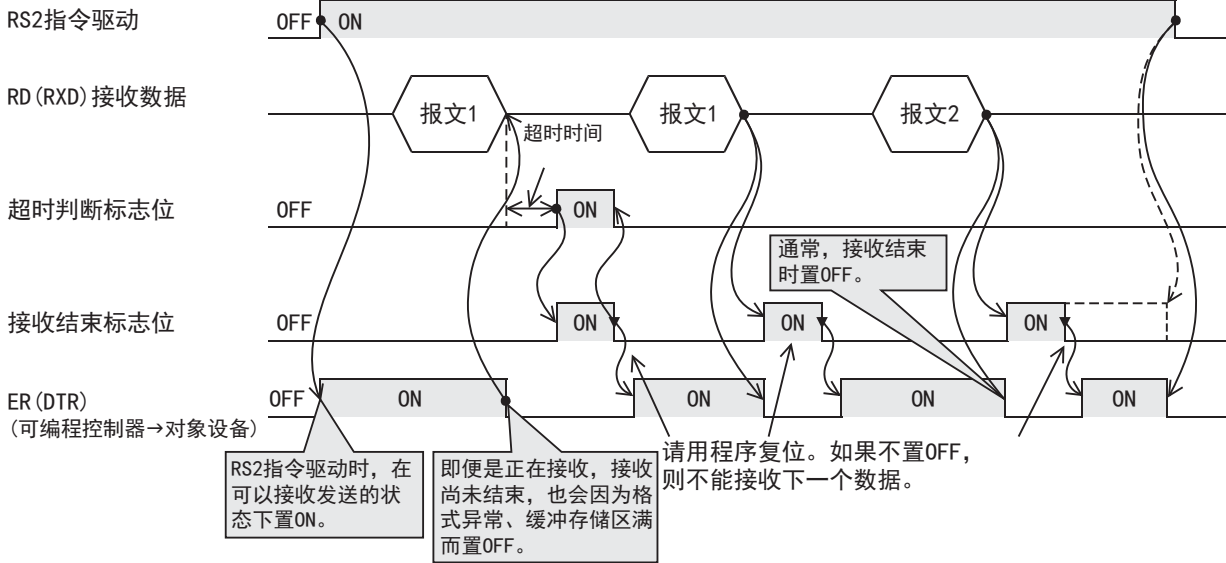 RS2指令驱动
OFF
ON
RD(RXD)接收数据
报文1
报文1
报文2
超时时间
超时判断标志位
OFF
ON
通常，接收结束
时置OFF。
接收结束标志位
OFF
ON
ON
ON
ER(DTR)
(可编程控制器→对象设备)
OFF
ON
ON
ON
ON
RS2指令驱动时，在
可以接收发送的状
态下置ON。
即便是正在接收，接收
尚未结束，也会因为格
式异常、缓冲存储区满
而置OFF。
请用程序复位。如果不置OFF，
则不能接收下一个数据。